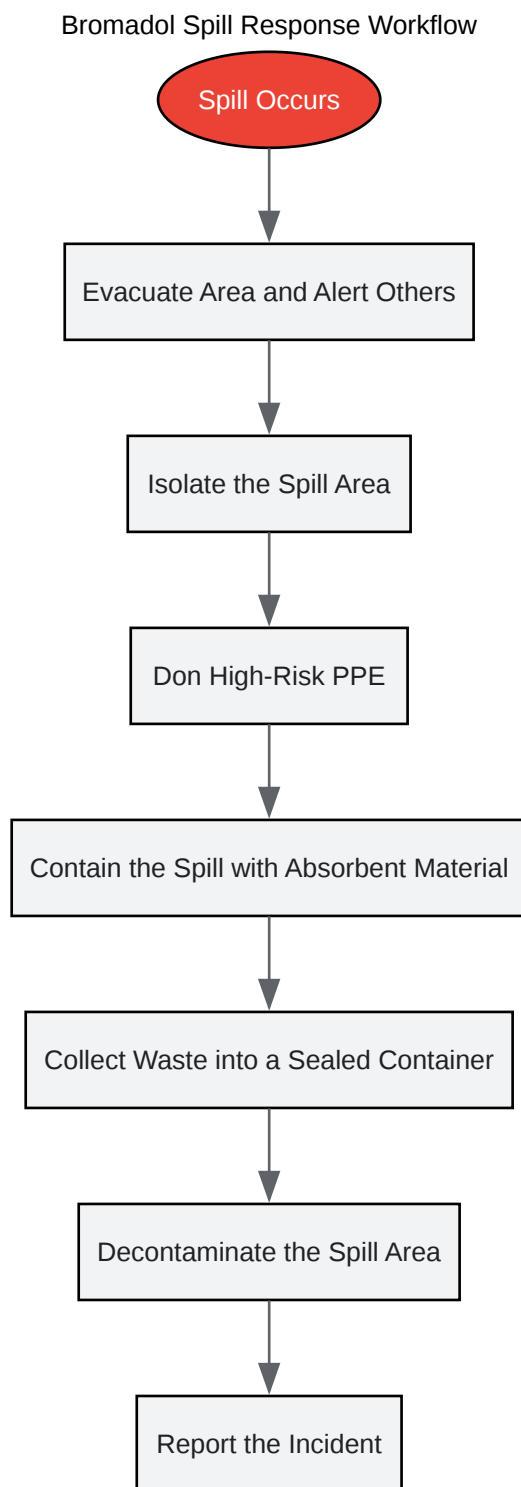 Bromadol Spill Response Workflow
Spill Occurs
Evacuate Area and Alert Others
Isolate the Spill Area
Don High-Risk PPE
Contain the Spill with Absorbent Material
Collect Waste into a Sealed Container
Decontaminate the Spill Area
Report the Incident